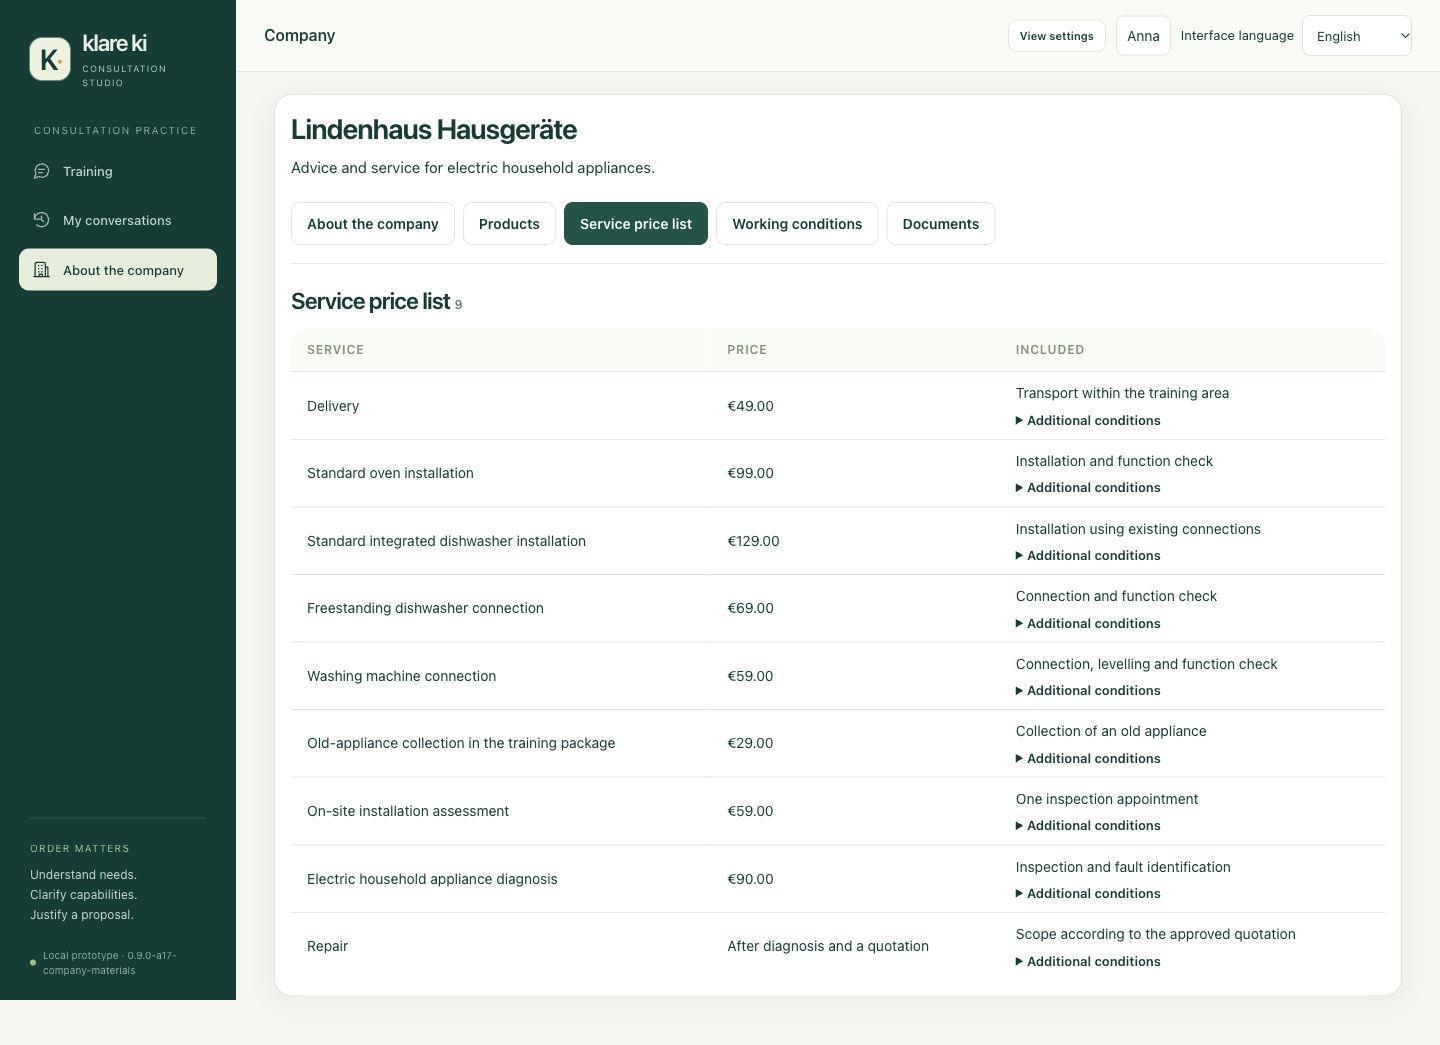 K
klare ki
CONSULTATION
STUDIO
CONSULTATION PRACTICE
Training
My conversations
About the company
ORDER MATTERS
Understand needs.
Clarify capabilities.
Justify a proposal.
Local prototype · 0.9.0-a17-
company-materials
Company
View settings
Anna
Interface language
English
Lindenhaus Hausgeräte
Advice and service for electric household appliances.
About the company
Products
Service price list
Working conditions
Documents
Service price list 9
SERVICE PRICE INCLUDED
Delivery €49.00 Transport within the training area
Additional conditions
Standard oven installation €99.00 Installation and function check
Additional conditions
Standard integrated dishwasher installation €129.00 Installation using existing connections
Additional conditions
Freestanding dishwasher connection €69.00 Connection and function check
Additional conditions
Washing machine connection €59.00 Connection, levelling and function check
Additional conditions
Old-appliance collection in the training package €29.00 Collection of an old appliance
Additional conditions
On-site installation assessment €59.00 One inspection appointment
Additional conditions
Electric household appliance diagnosis €90.00 Inspection and fault identification
Additional conditions
Repair After diagnosis and a quotation Scope according to the approved quotation
Additional conditions